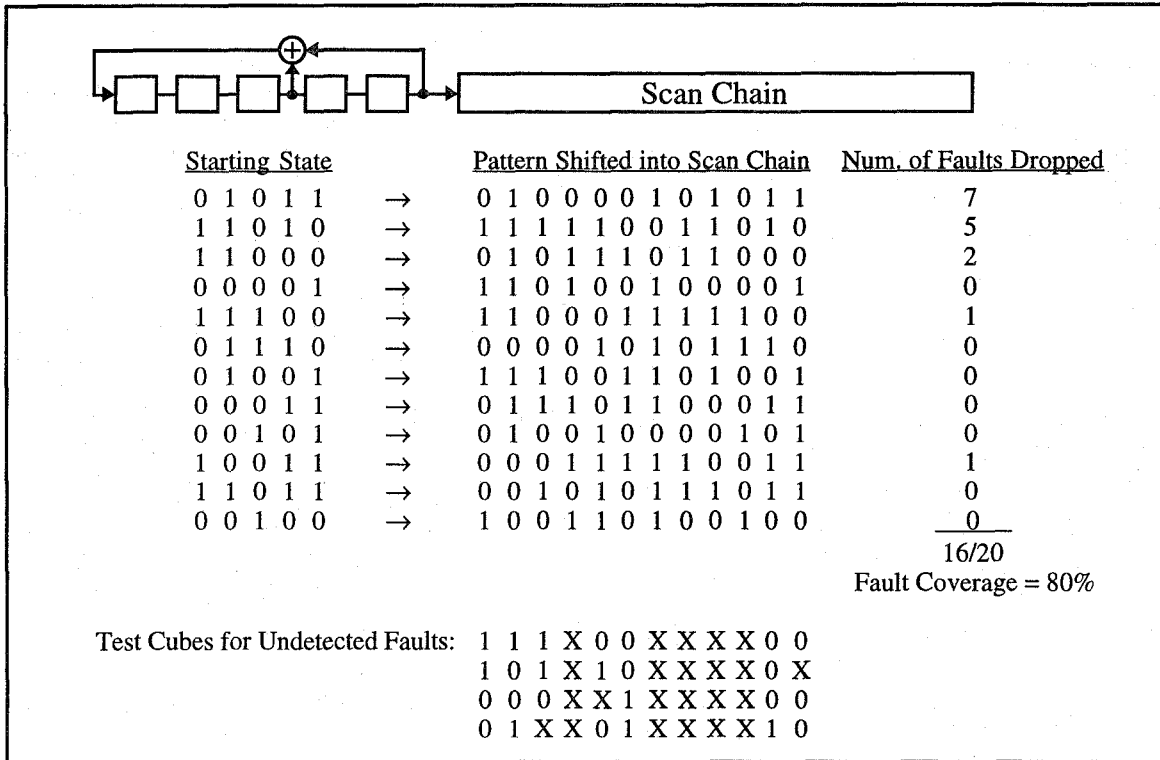 Scan Chain
Starting State Pattern Shifted into Scan Chain Num. of Faults Dropped
0 1 0 1 1 → 0 1 0 0 0 0 1 0 1 0 1 1 7
1 1 0 1 0 → 1 1 1 1 1 0 0 1 1 0 1 0 5
1 1 0 0 0 → 0 1 0 1 1 1 0 1 1 0 0 0 2
0 0 0 0 1 → 1 1 0 1 0 0 1 0 0 0 0 1 0
1 1 1 0 0 → 1 1 0 0 0 1 1 1 1 1 0 0 1
0 1 1 1 0 → 0 0 0 0 1 0 1 0 1 1 1 0 0
0 1 0 0 1 → 1 1 1 0 0 1 1 0 1 0 0 1 0
0 0 0 1 1 → 0 1 1 1 0 1 1 0 0 0 1 1 0
0 0 1 0 1 → 0 1 0 0 1 0 0 0 0 1 0 1 0
1 0 0 1 1 → 0 0 0 1 1 1 1 1 0 0 1 1 1
1 1 0 1 1 → 0 0 1 0 1 0 1 1 1 0 1 1 0
0 0 1 0 0 → 1 0 0 1 1 0 1 0 0 1 0 0 0
16/20
Fault Coverage = 80%
Test Cubes for Undetected Faults: 1 1 1 X 0 0 X X X X 0 0
1 0 1 X 1 0 X X X X 0 X
0 0 0 X X 1 X X X X 0 0
0 1 X X 0 1 X X X X 1 0